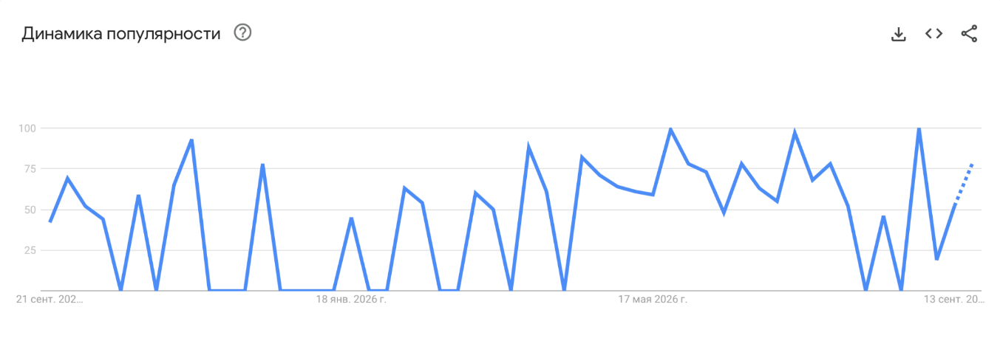 Динамика популярности
100
75
50
25
21 сент. 202...
18 янв. 2026 г.
17 мая 2026 г.
13 сент. 20...